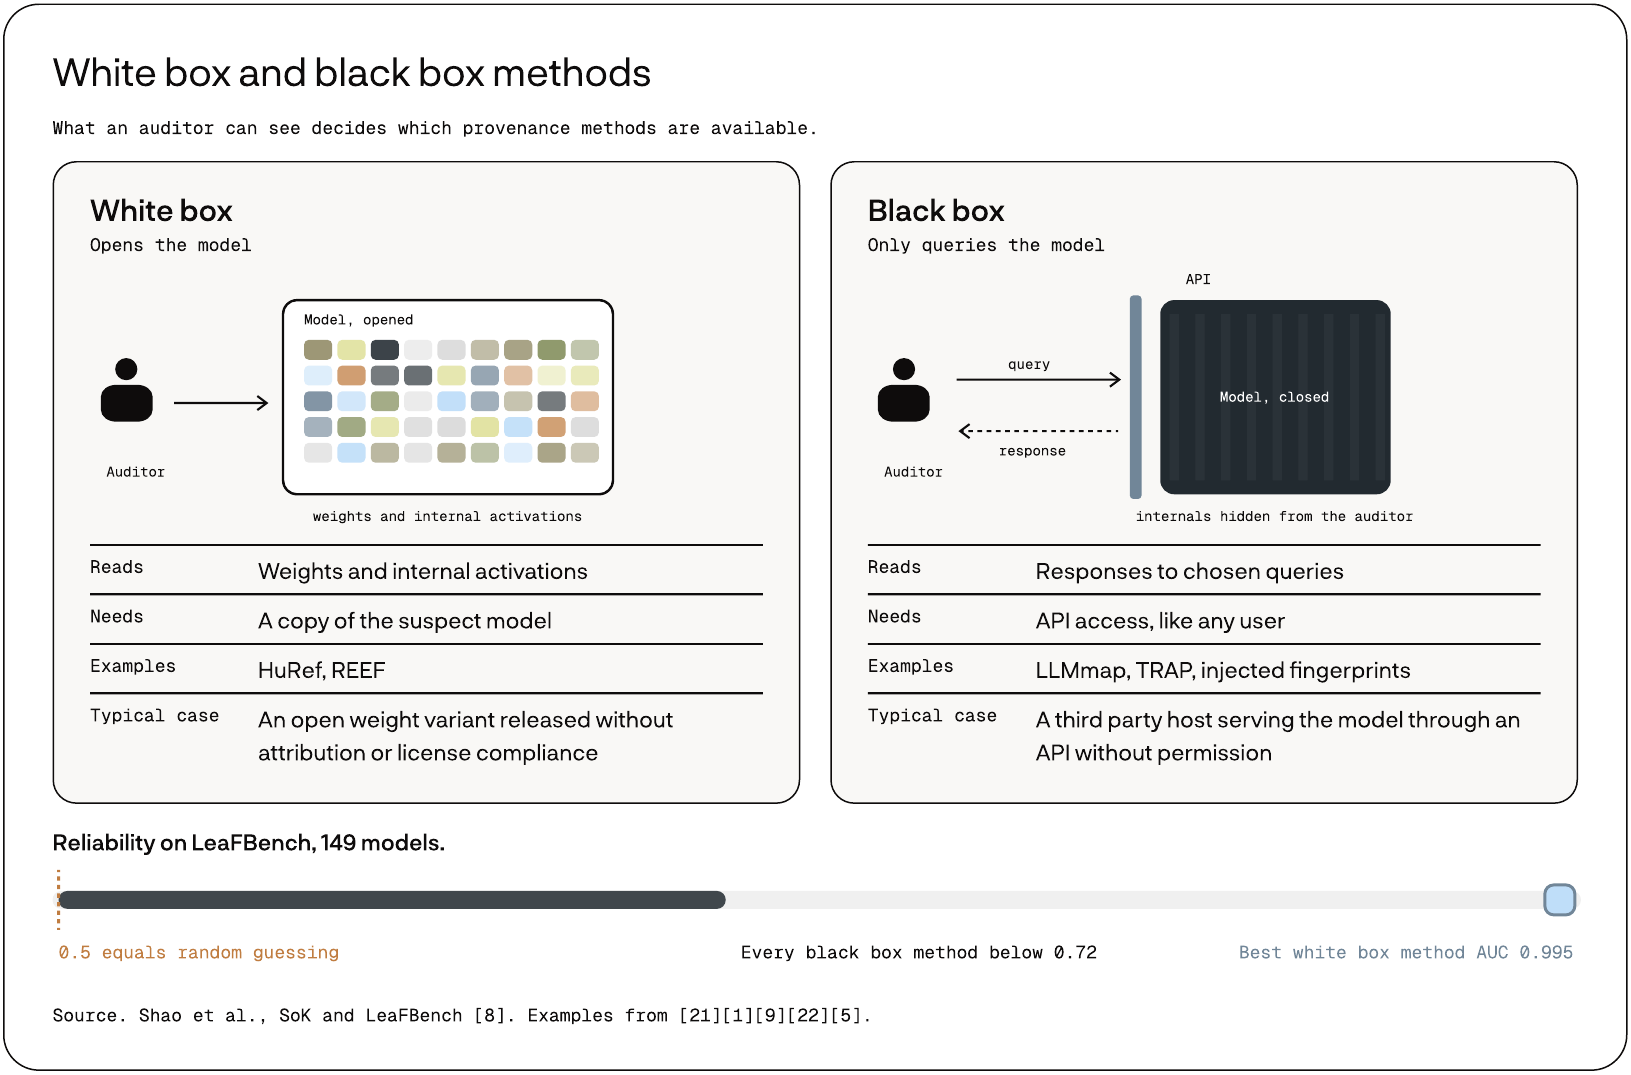 White box and black box methods
What an auditor can see decides which provenance methods are available.
White box
Opens the model
Model, opened
Auditor
weights and internal activations
Reads
Weights and internal activations
Needs
A copy of the suspect model
Examples
HuRef, REEF
Typical case
An open weight variant released without
attribution or license compliance
Black box
Only queries the model
API
query
Model, closed
response
Auditor
internals hidden from the auditor
Reads
Responses to chosen queries
Needs
API access, like any user
Examples
LLMmap, TRAP, injected fingerprints
Typical case
A third party host serving the model through an
API without permission
Reliability on LeaFBench, 149 models.
0.5 equals random guessing
Every black box method below 0.72
Best white box method AUC 0.995
Source. Shao et al., SoK and LeaFBench [8]. Examples from [21][1][9][22][5].